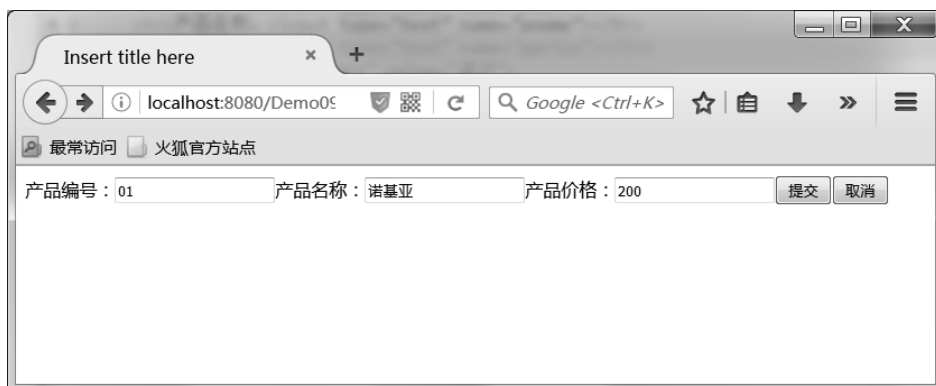 Insert title here
localhost:8080/Demo09
Google <Ctrl+K>
最常访问 火狐官方站点
产品编号：01 产品名称：诺基亚 产品价格：200 提交 取消